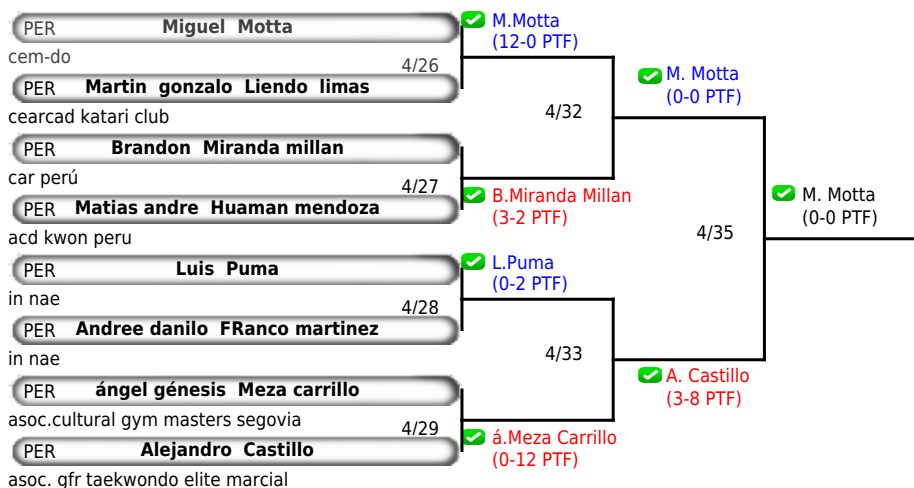 PER Miguel Motta
cem-do
4/26
PER Martin gonzalo Liendo limas
cearcad katari club
M.Motta
(12-0 PTF)
4/32
PER Brandon Miranda millan
car perú
4/27
PER Matias andre Huaman mendoza
acd kwon peru
B.Miranda Millan
(3-2 PTF)
M. Motta
(0-0 PTF)
4/35
M. Motta
(0-0 PTF)
PER Luis Puma
in nae
4/28
PER Andree danilo FRanco martinez
in nae
L.Puma
(0-2 PTF)
4/33
PER ángel génesis Meza carrillo
asoc.cultural gym masters segovia
4/29
PER Alejandro Castillo
asoc. gfr taekwondo elite marcial
á.Meza Carrillo
(0-12 PTF)
A. Castillo
(3-8 PTF)